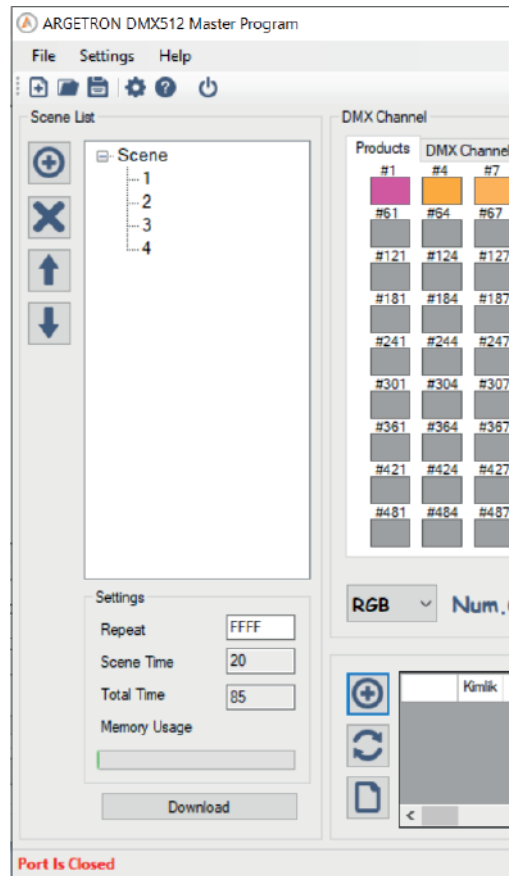 ARGETRON DMX512 Master Program
File Settings Help
Scene List
DMX Channel
Scene
1
2
3
4
Products DMX Channel
#1 #4 #7
#61 #64 #67
#121 #124 #127
#181 #184 #187
#241 #244 #247
#301 #304 #307
#361 #364 #367
#421 #424 #427
#481 #484 #487
Settings
Repeat FFFF
Scene Time 20
Total Time 85
Memory Usage
Download
RGB Num.
Kimlik
Port Is Closed